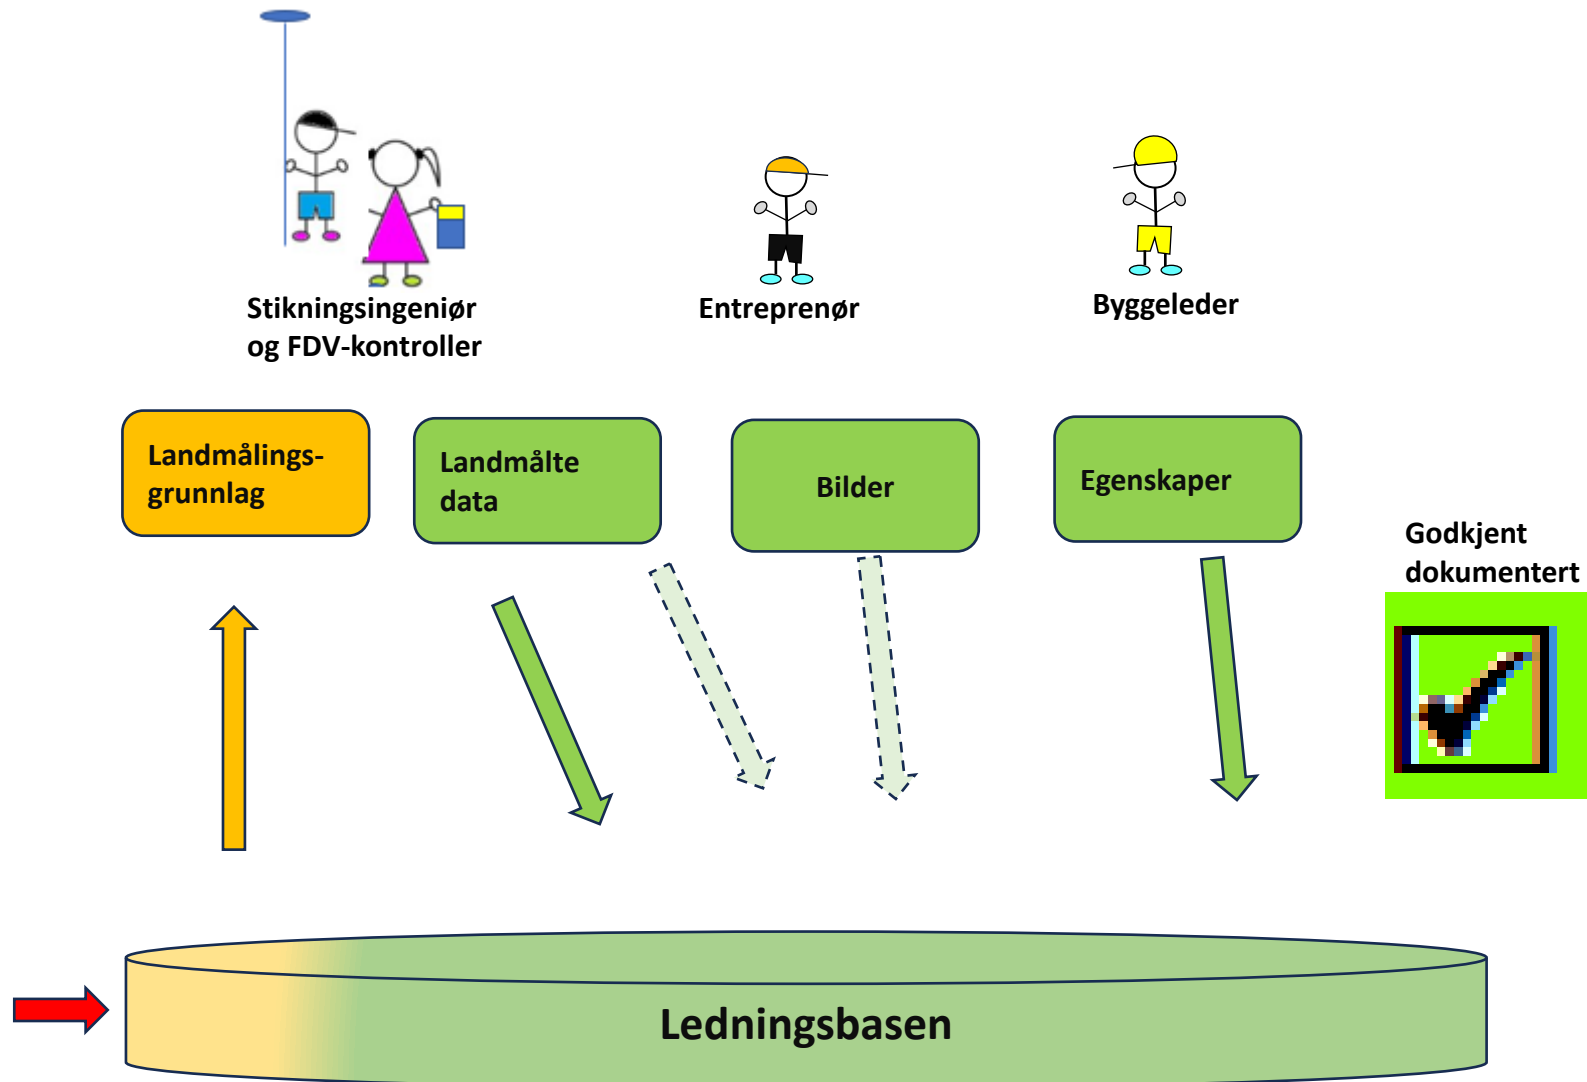 Stikningsingeniør
og FDV-kontroller
Entreprenør
Byggeleder
Landmålings-
grunnlag
Landmålte
data
Bilder
Egenskaper
Godkjent
dokumentert
Ledningsbasen